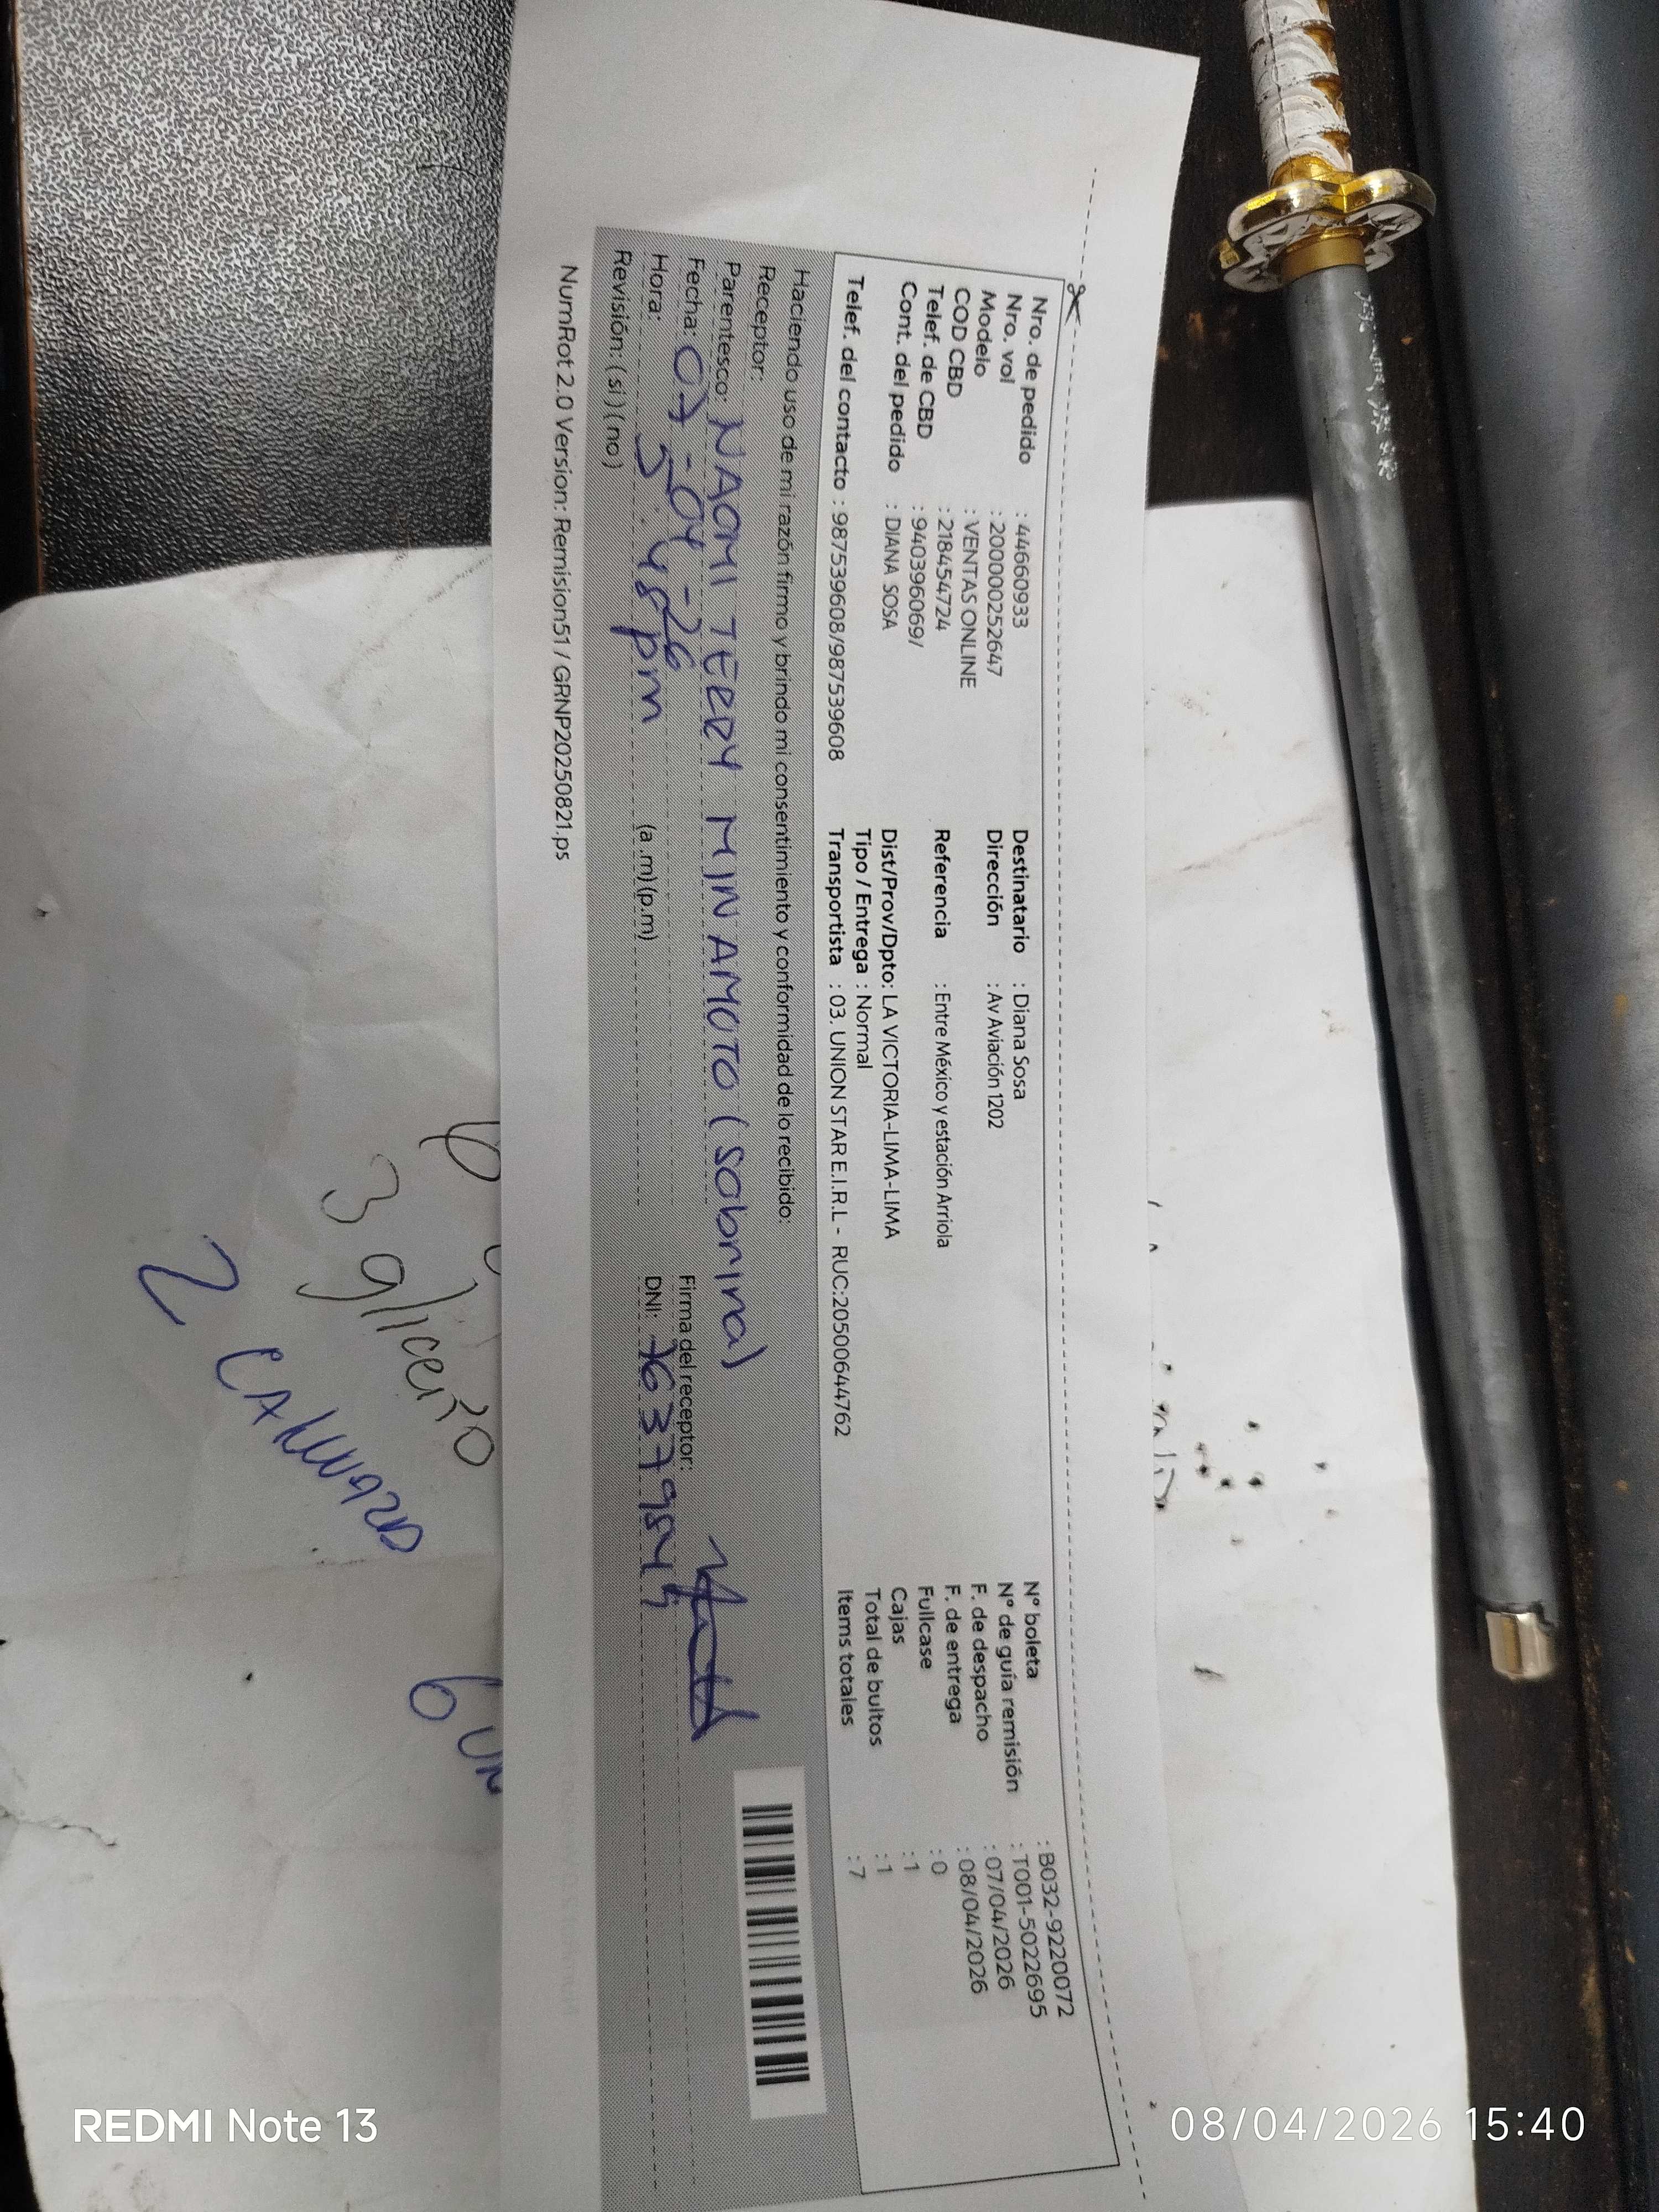 Nro. de pedido : 44660933
Nro. vol : 200000252647
Modelo : VENTAS ONLINE
COD CBD : 218454724
Telef. de CBD : 940396069/
Cont. del pedido : DIANA SOSA
Telef. del contacto : 987539608/987539608
Destinatario : Diana Sosa
Dirección : Av Aviación 1202
Referencia : Entre México y estación Arriola
Dist/Prov/Dpto: LA VICTORIA-LIMA-LIMA
Tipo / Entrega : Normal
Transportista : 03. UNION STAR E.I.R.L - RUC:20500644762
N° boleta : B032-9220072
N° de guía remisión : T001-5022695
F. de despacho : 07/04/2026
F. de entrega : 08/04/2026
Fullcase : 0
Cajas : 1
Total de bultos : 1
Items totales : 7
Haciendo uso de mi razón firmo y brindo mi consentimiento y conformidad de lo recibido:
Receptor:
Parentesco: NAOMI TERRY MINAMOTO (sobrina)
Fecha: 07-04-26
Firma del receptor:
Hora: 5:48 pm (a.m) (p.m)
DNI:
Revisión: ( si ) ( no )
NumRot 2.0 Version: Remision51 / GRNP20250821.ps
3
2
6 UN
REDMI Note 13
08/04/2026 15:40